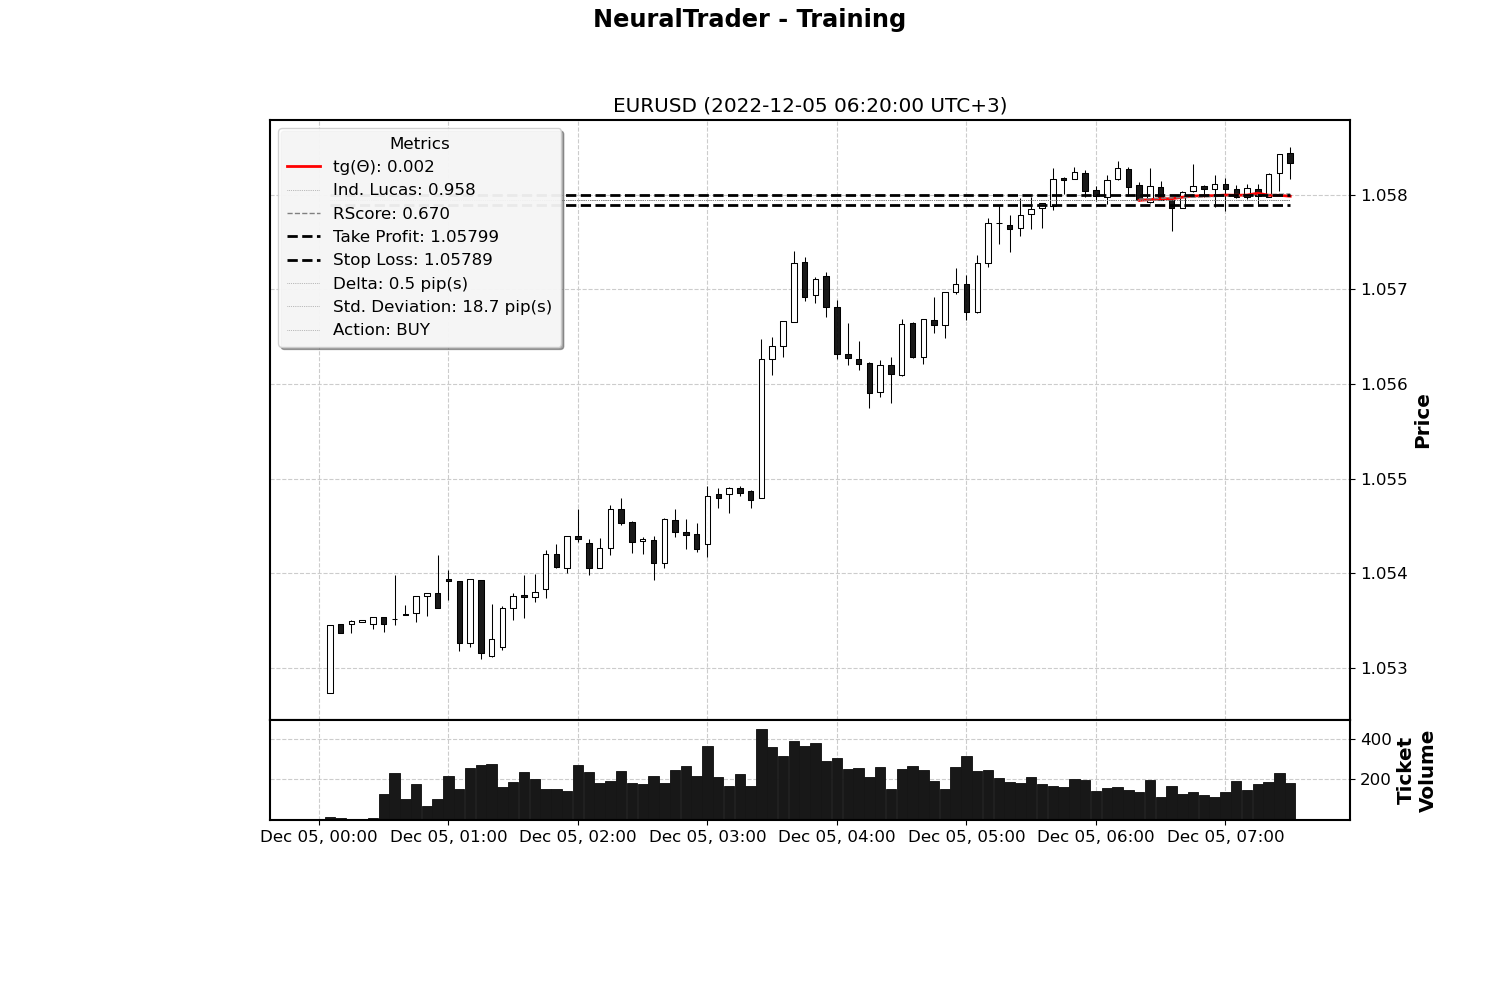 NeuralTrader - Training
EURUSD (2022-12-05 06:20:00 UTC+3)
Metrics
tg(Θ): 0.002
Ind. Lucas: 0.958
RScore: 0.670
Take Profit: 1.05799
Stop Loss: 1.05789
Delta: 0.5 pip(s)
Std. Deviation: 18.7 pip(s)
Action: BUY
1.058
1.057
1.056
1.055
1.054
1.053
Price
400
200
Ticket
Volume
Dec 05, 00:00
Dec 05, 01:00
Dec 05, 02:00
Dec 05, 03:00
Dec 05, 04:00
Dec 05, 05:00
Dec 05, 06:00
Dec 05, 07:00